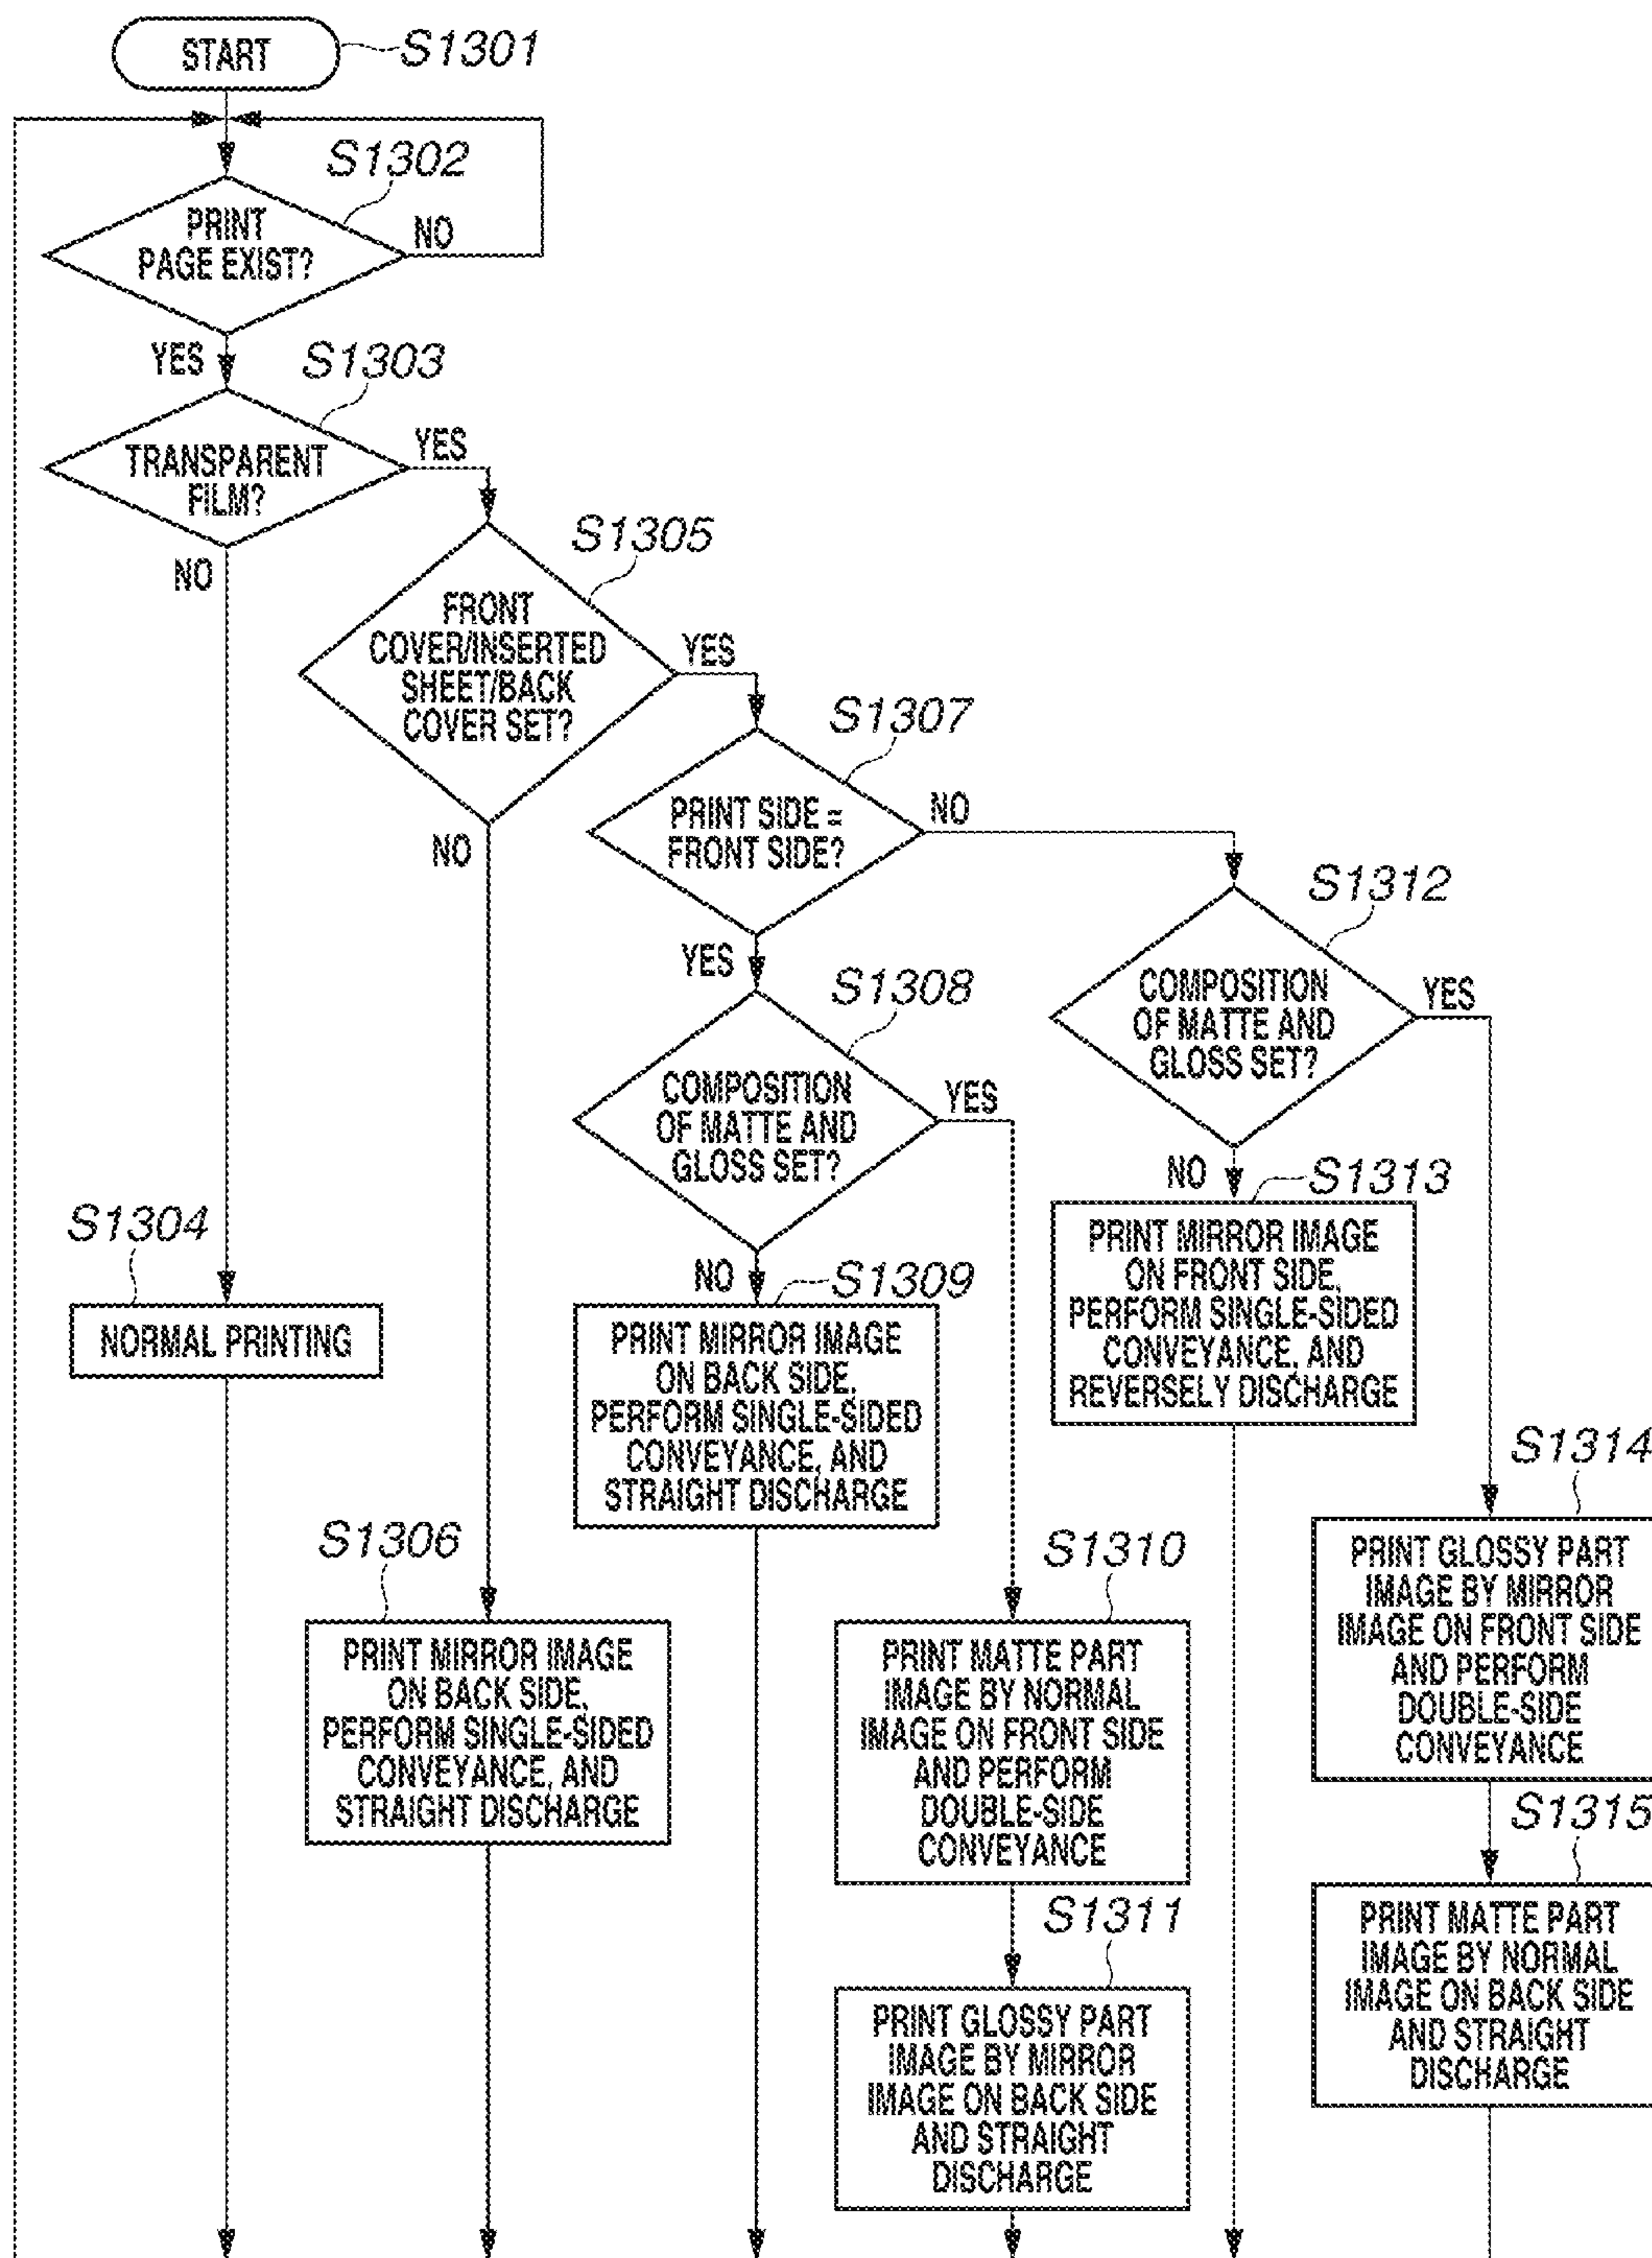 START
S1301
S1302
PRINT
PAGE EXIST?
NO
YES
S1303
TRANSPARENT
FILM?
YES
NO
S1305
FRONT
COVER/INSERTED
SHEET/BACK
COVER SET?
YES
NO
S1307
PRINT SIDE =
FRONT SIDE?
NO
YES
S1312
COMPOSITION
OF MATTE AND
GLOSS SET?
YES
NO
S1308
COMPOSITION
OF MATTE AND
GLOSS SET?
YES
NO
S1313
PRINT MIRROR IMAGE
ON FRONT SIDE,
PERFORM SINGLE-SIDED
CONVEYANCE, AND
REVERSELY DISCHARGE
S1304
NORMAL PRINTING
S1309
PRINT MIRROR IMAGE
ON BACK SIDE,
PERFORM SINGLE-SIDED
CONVEYANCE, AND
STRAIGHT DISCHARGE
S1314
PRINT GLOSSY PART
IMAGE BY MIRROR
IMAGE ON FRONT SIDE
AND PERFORM
DOUBLE-SIDE
CONVEYANCE
S1306
PRINT MIRROR IMAGE
ON BACK SIDE,
PERFORM SINGLE-SIDED
CONVEYANCE, AND
STRAIGHT DISCHARGE
S1310
PRINT MATTE PART
IMAGE BY NORMAL
IMAGE ON FRONT SIDE
AND PERFORM
DOUBLE-SIDE
CONVEYANCE
S1315
PRINT MATTE PART
IMAGE BY NORMAL
IMAGE ON BACK SIDE
AND STRAIGHT
DISCHARGE
S1311
PRINT GLOSSY PART
IMAGE BY MIRROR
IMAGE ON BACK SIDE
AND STRAIGHT
DISCHARGE